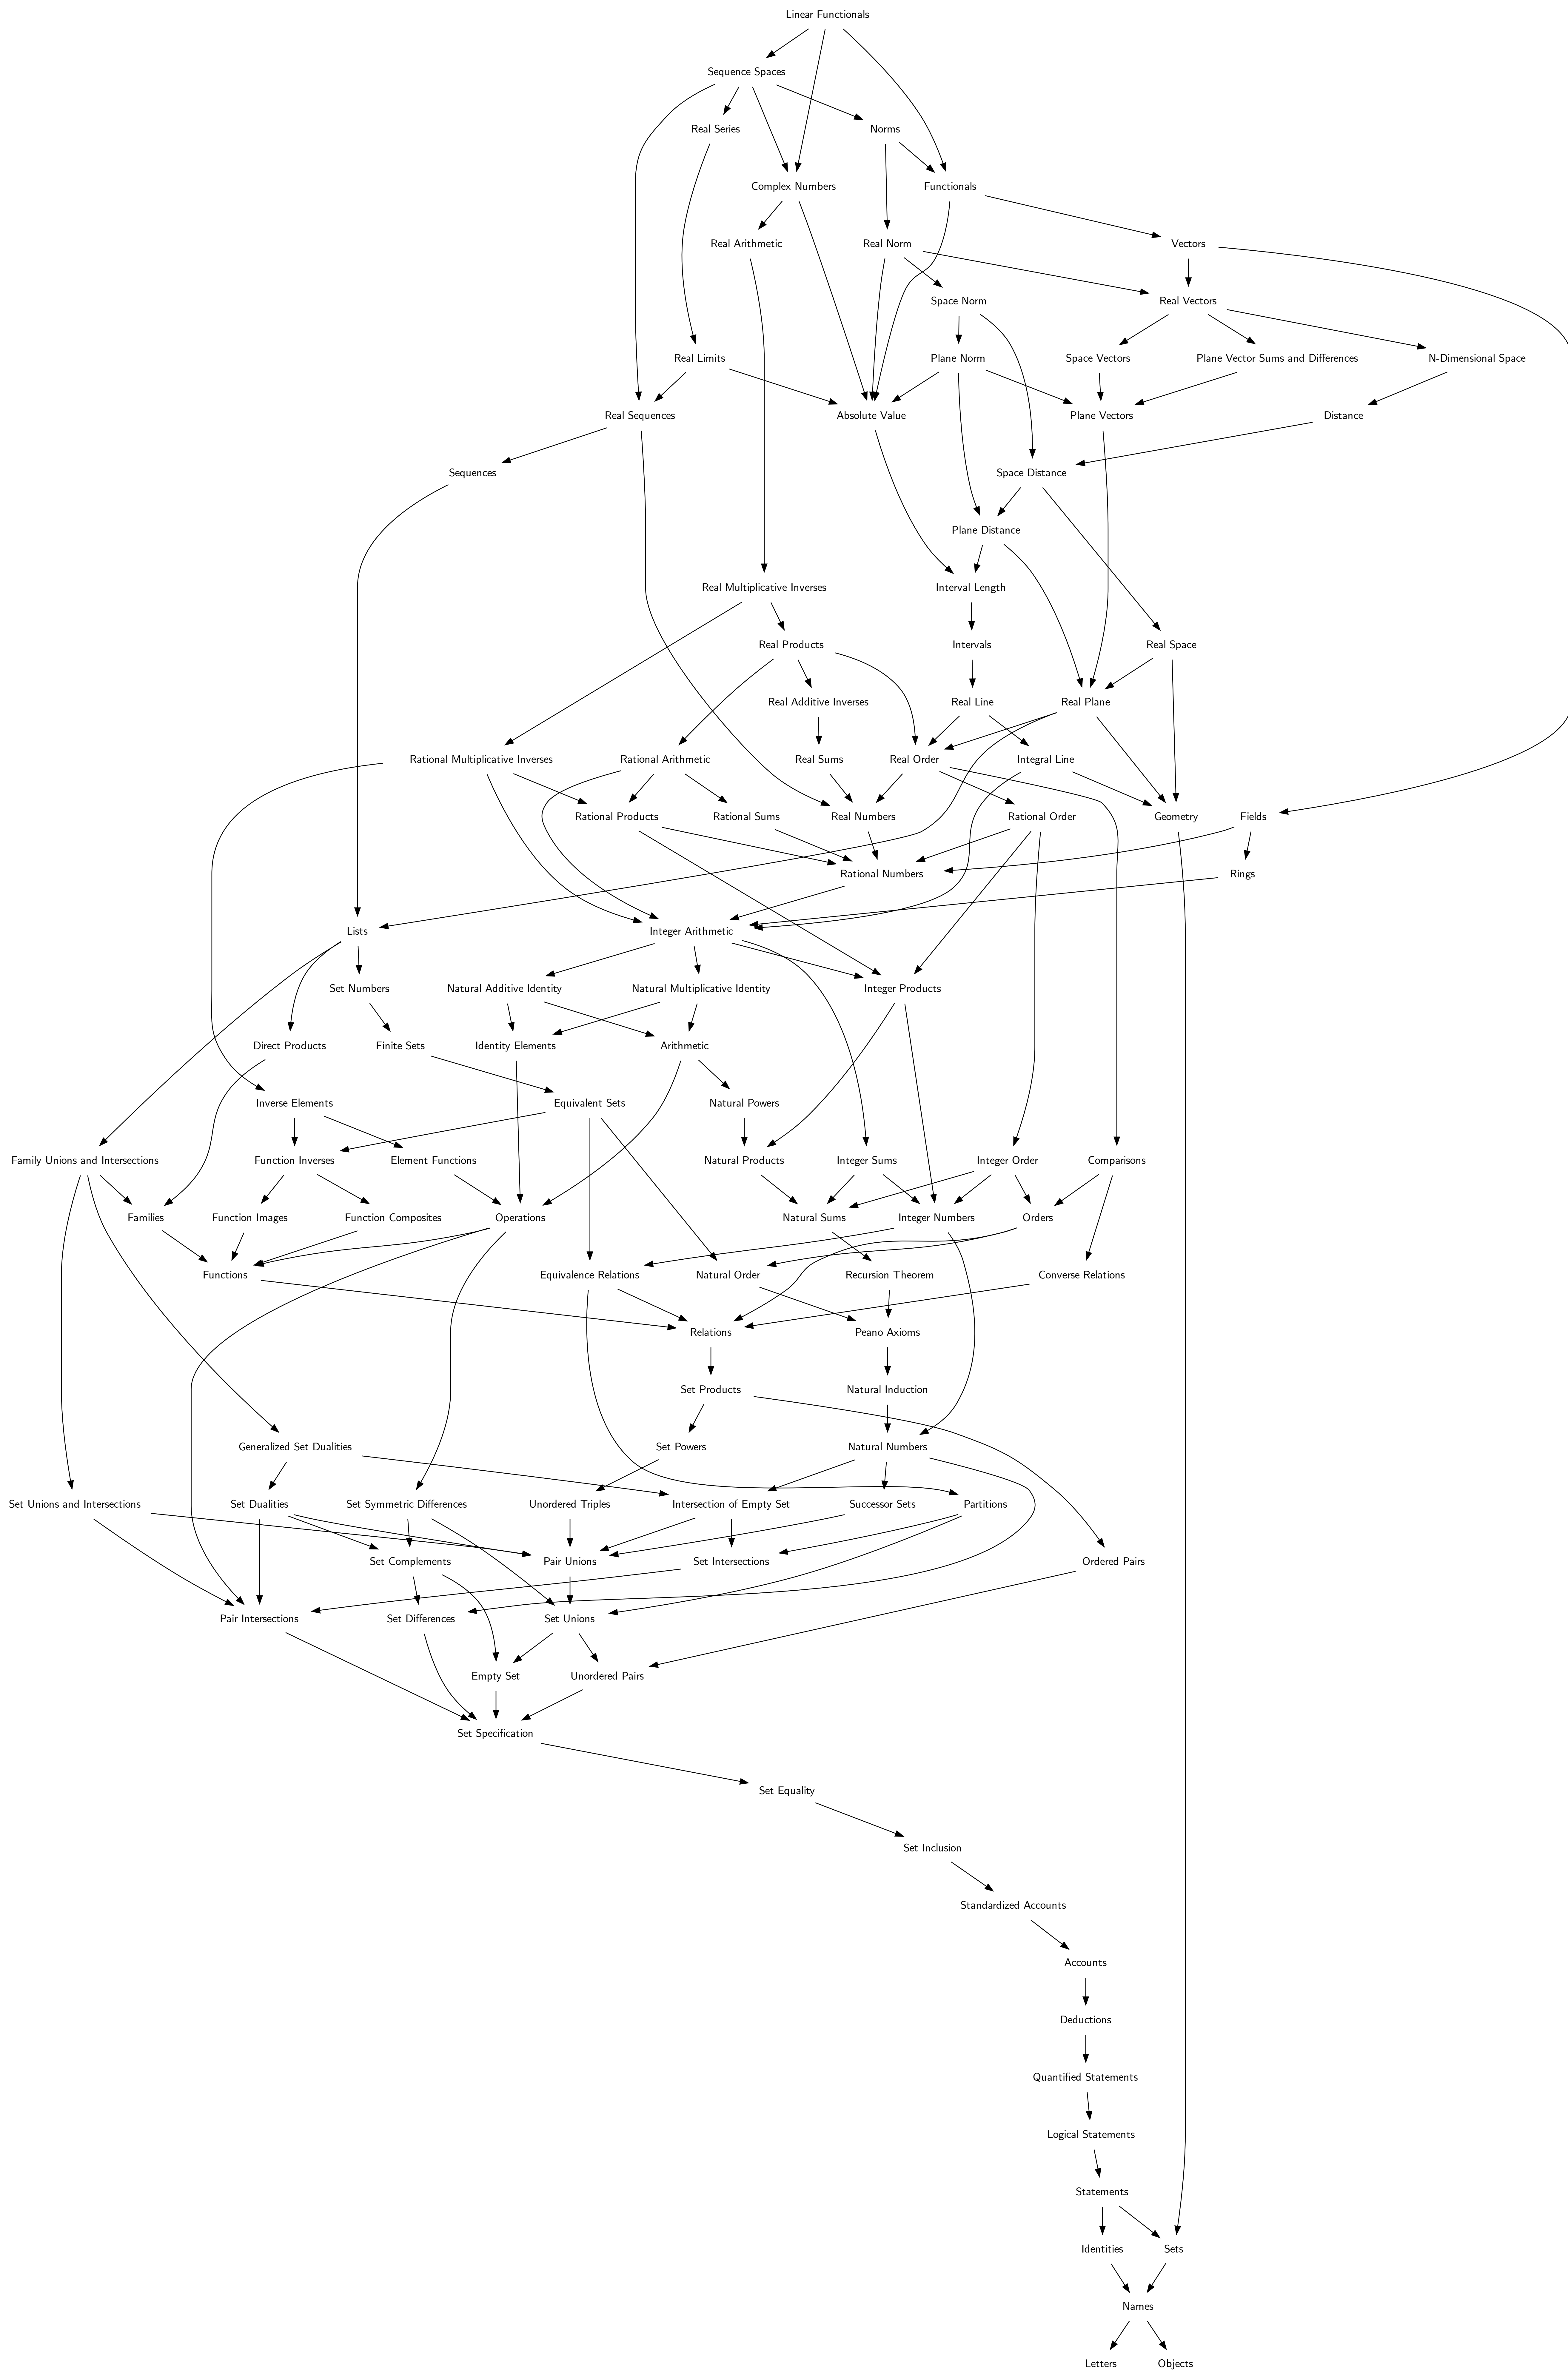 Linear Functionals
Sequence Spaces
Real Series
Norms
Complex Numbers
Functionals
Real Arithmetic
Real Norm
Vectors
Space Norm
Real Vectors
Real Limits
Plane Norm
Space Vectors
Plane Vector Sums and Differences
N-Dimensional Space
Real Sequences
Absolute Value
Plane Vectors
Distance
Sequences
Space Distance
Plane Distance
Real Multiplicative Inverses
Interval Length
Real Products
Intervals
Real Space
Real Additive Inverses
Real Line
Real Plane
Rational Multiplicative Inverses
Rational Arithmetic
Real Sums
Real Order
Integral Line
Rational Products
Rational Sums
Real Numbers
Rational Order
Geometry
Fields
Rational Numbers
Rings
Lists
Integer Arithmetic
Set Numbers
Natural Additive Identity
Natural Multiplicative Identity
Integer Products
Direct Products
Finite Sets
Identity Elements
Arithmetic
Inverse Elements
Equivalent Sets
Natural Powers
Family Unions and Intersections
Function Inverses
Element Functions
Natural Products
Integer Sums
Integer Order
Comparisons
Families
Function Images
Function Composites
Operations
Natural Sums
Integer Numbers
Orders
Functions
Equivalence Relations
Natural Order
Recursion Theorem
Converse Relations
Relations
Peano Axioms
Set Products
Natural Induction
Generalized Set Dualities
Set Powers
Natural Numbers
Set Unions and Intersections
Set Dualities
Set Symmetric Differences
Unordered Triples
Intersection of Empty Set
Successor Sets
Partitions
Set Complements
Pair Unions
Set Intersections
Ordered Pairs
Pair Intersections
Set Differences
Set Unions
Empty Set
Unordered Pairs
Set Specification
Set Equality
Set Inclusion
Standardized Accounts
Accounts
Deductions
Quantified Statements
Logical Statements
Statements
Identities
Sets
Names
Letters
Objects